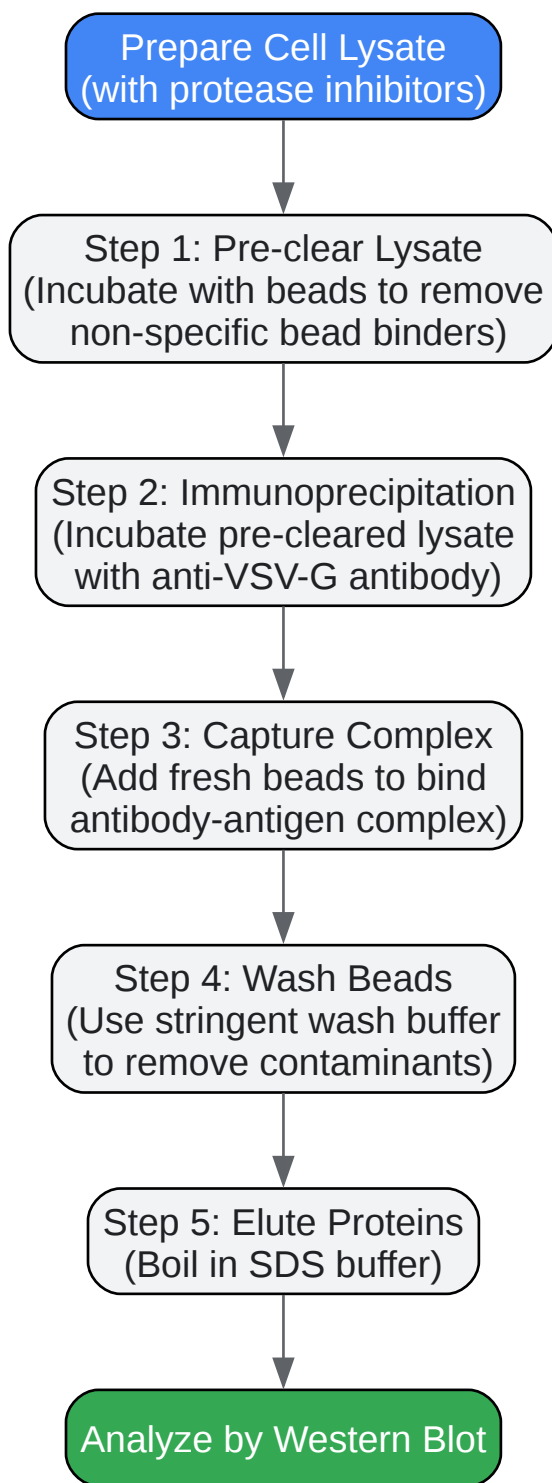 Prepare Cell Lysate
(with protease inhibitors)
Step 1: Pre-clear Lysate
(Incubate with beads to remove
non-specific bead binders)
Step 2: Immunoprecipitation
(Incubate pre-cleared lysate
with anti-VSV-G antibody)
Step 3: Capture Complex
(Add fresh beads to bind
antibody-antigen complex)
Step 4: Wash Beads
(Use stringent wash buffer
to remove contaminants)
Step 5: Elute Proteins
(Boil in SDS buffer)
Analyze by Western Blot